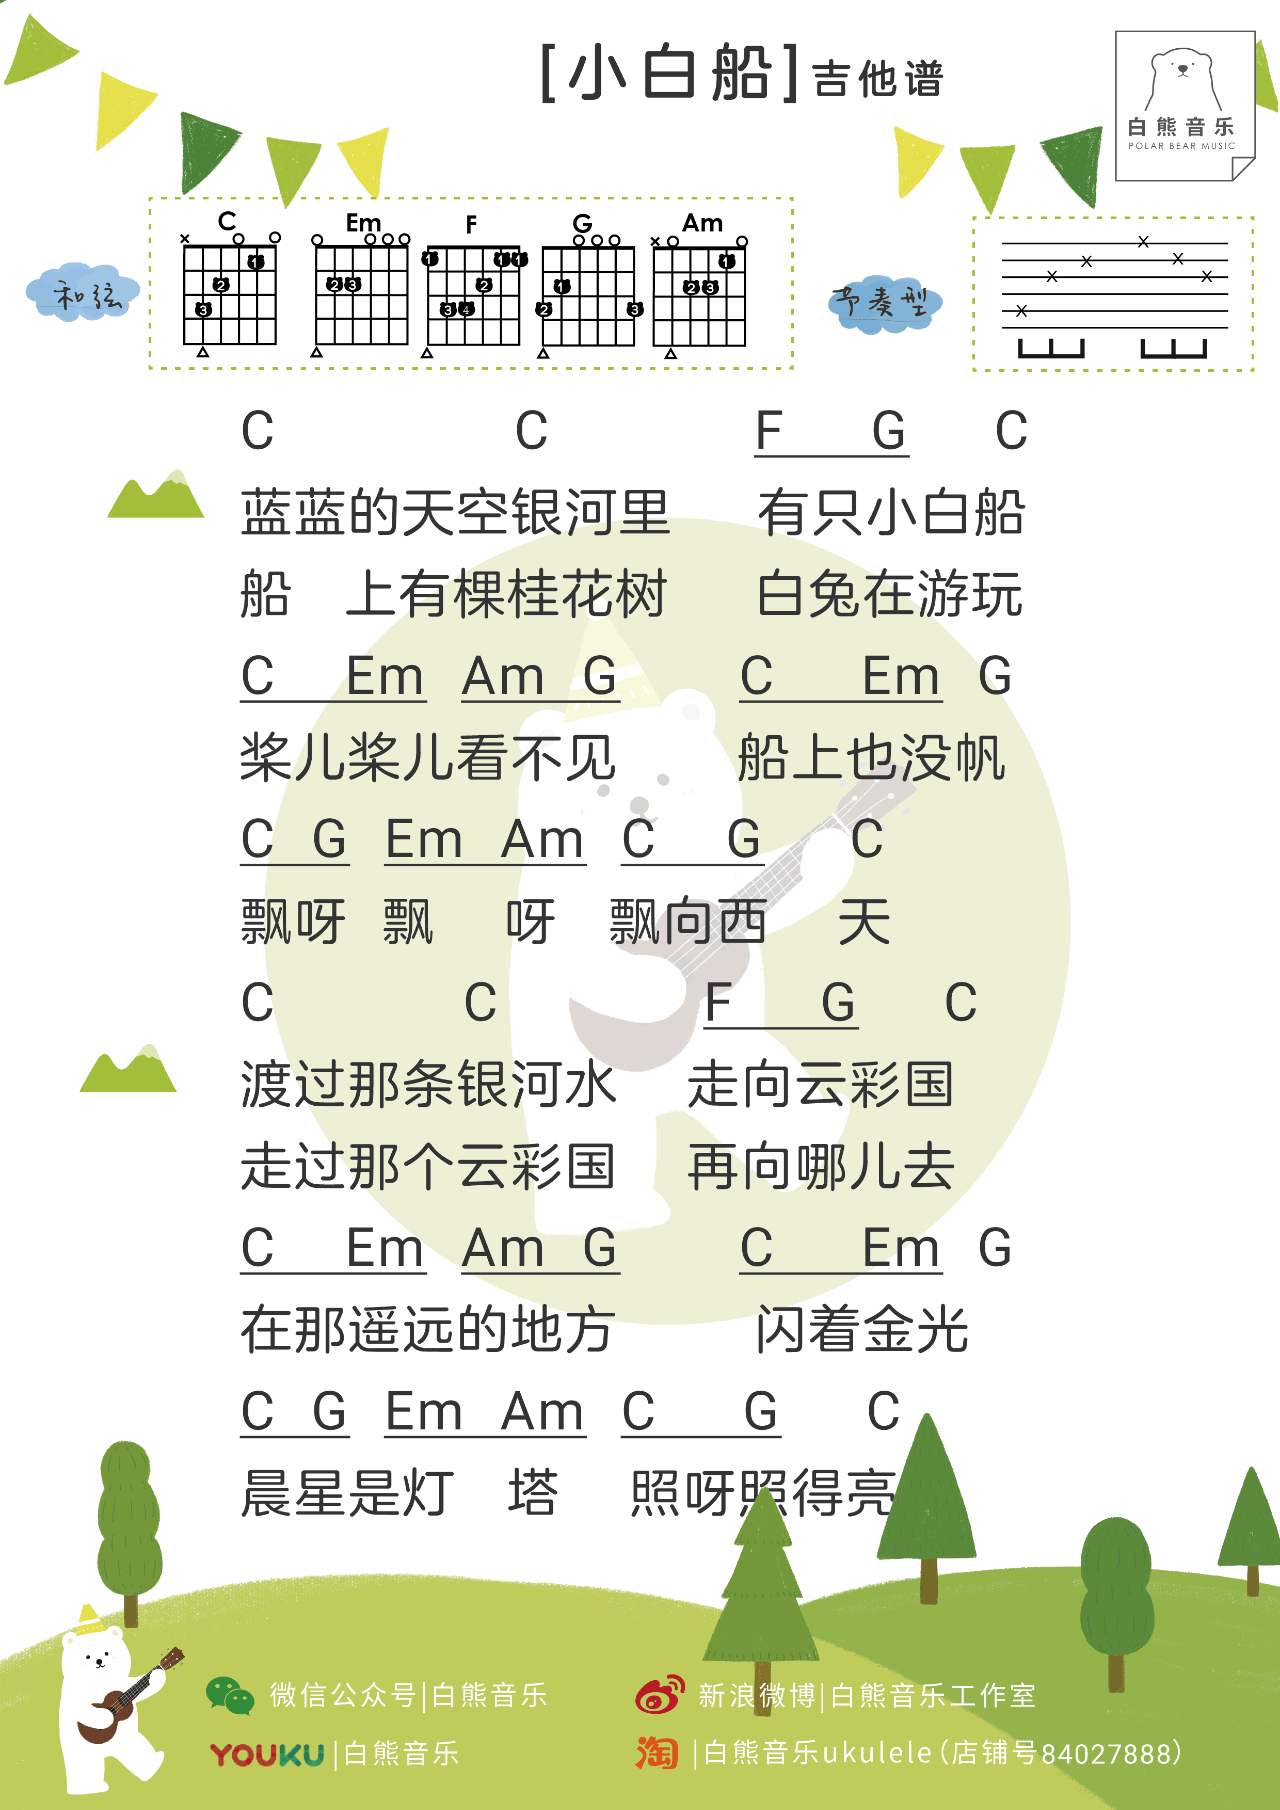 [小白船]吉他谱
白熊音乐
POLAR BEAR MUSIC
C Em F G Am
和弦
节奏型
C C F G C
蓝蓝的天空银河里 有只小白船
船 上有棵桂花树 白兔在游玩
C Em Am G C Em G
桨儿桨儿看不见 船上也没帆
C G Em Am C G C
飘呀 飘 呀 飘向西 天
C C F G C
渡过那条银河水 走向云彩国
走过那个云彩国 再向哪儿去
C Em Am G C Em G
在那遥远的地方 闪着金光
C G Em Am C G C
晨星是灯 塔 照呀照得亮
微信公众号|白熊音乐 新浪微博|白熊音乐工作室
YOUKU |白熊音乐 淘 |白熊音乐ukulele(店铺号84027888)